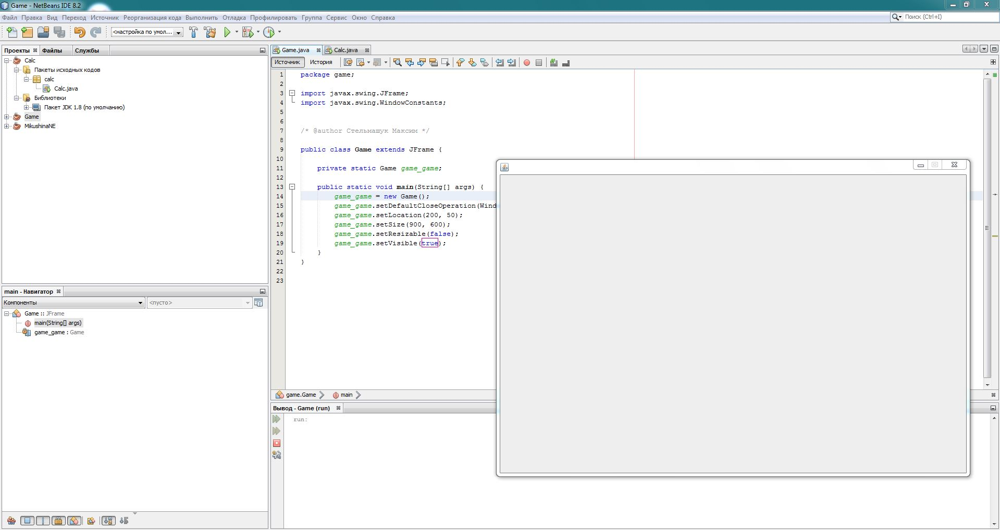 Game - NetBeans IDE 8.2
Файл Правка Вид Переход Источник Реорганизация кода Выполнить Отладка Профилировать Группа Сервис Окно Справка
Поиск (Ctrl+I)
<настройка по умол...
Проекты Файлы Службы
Calc
Пакеты исходных кодов
calc
Calc.java
Библиотеки
Пакет JDK 1.8 (по умолчанию)
Game
MikushinaNE
main - Навигатор
Компоненты
<пусто>
Game :: JFrame
main(String[] args)
game_game : Game
Game.java Calc.java
Источник История
1 package game;
2
3 import javax.swing.JFrame;
4 import javax.swing.WindowConstants;
5
6
7 /* @author Стельмашук Максим */
8
9 public class Game extends JFrame {
10
11 private static Game game_game;
12
13 public static void main(String[] args) {
14 game_game = new Game();
15 game_game.setDefaultCloseOperation(Wind
16 game_game.setLocation(200, 50);
17 game_game.setSize(900, 600);
18 game_game.setResizable(false);
19 game_game.setVisible(true);
20 }
21 }
22
23
game.Game main
Вывод - Game (run)
run: